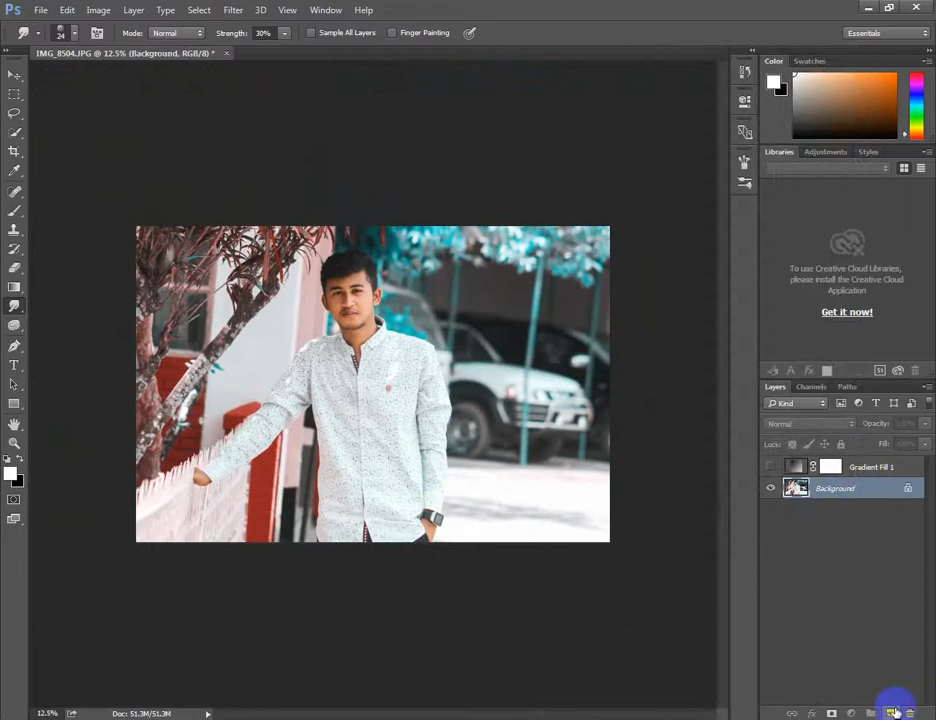 Ps File Edit Image Layer Type Select Filter 3D View Window Help
24 Mode: Normal Strength: 30% Sample All Layers Finger Painting Essentials
IMG_8504.JPG @ 12.5% (Background, RGB/8) * ×
Color Swatches
Libraries Adjustments Styles
To use Creative Cloud Libraries,
please install the Creative Cloud
Application
Get it now!
Layers Channels Paths
Kind
Normal Opacity: 100%
Lock: Fill: 100%
Gradient Fill 1
Background
12.5% Doc: 51.3M/51.3M